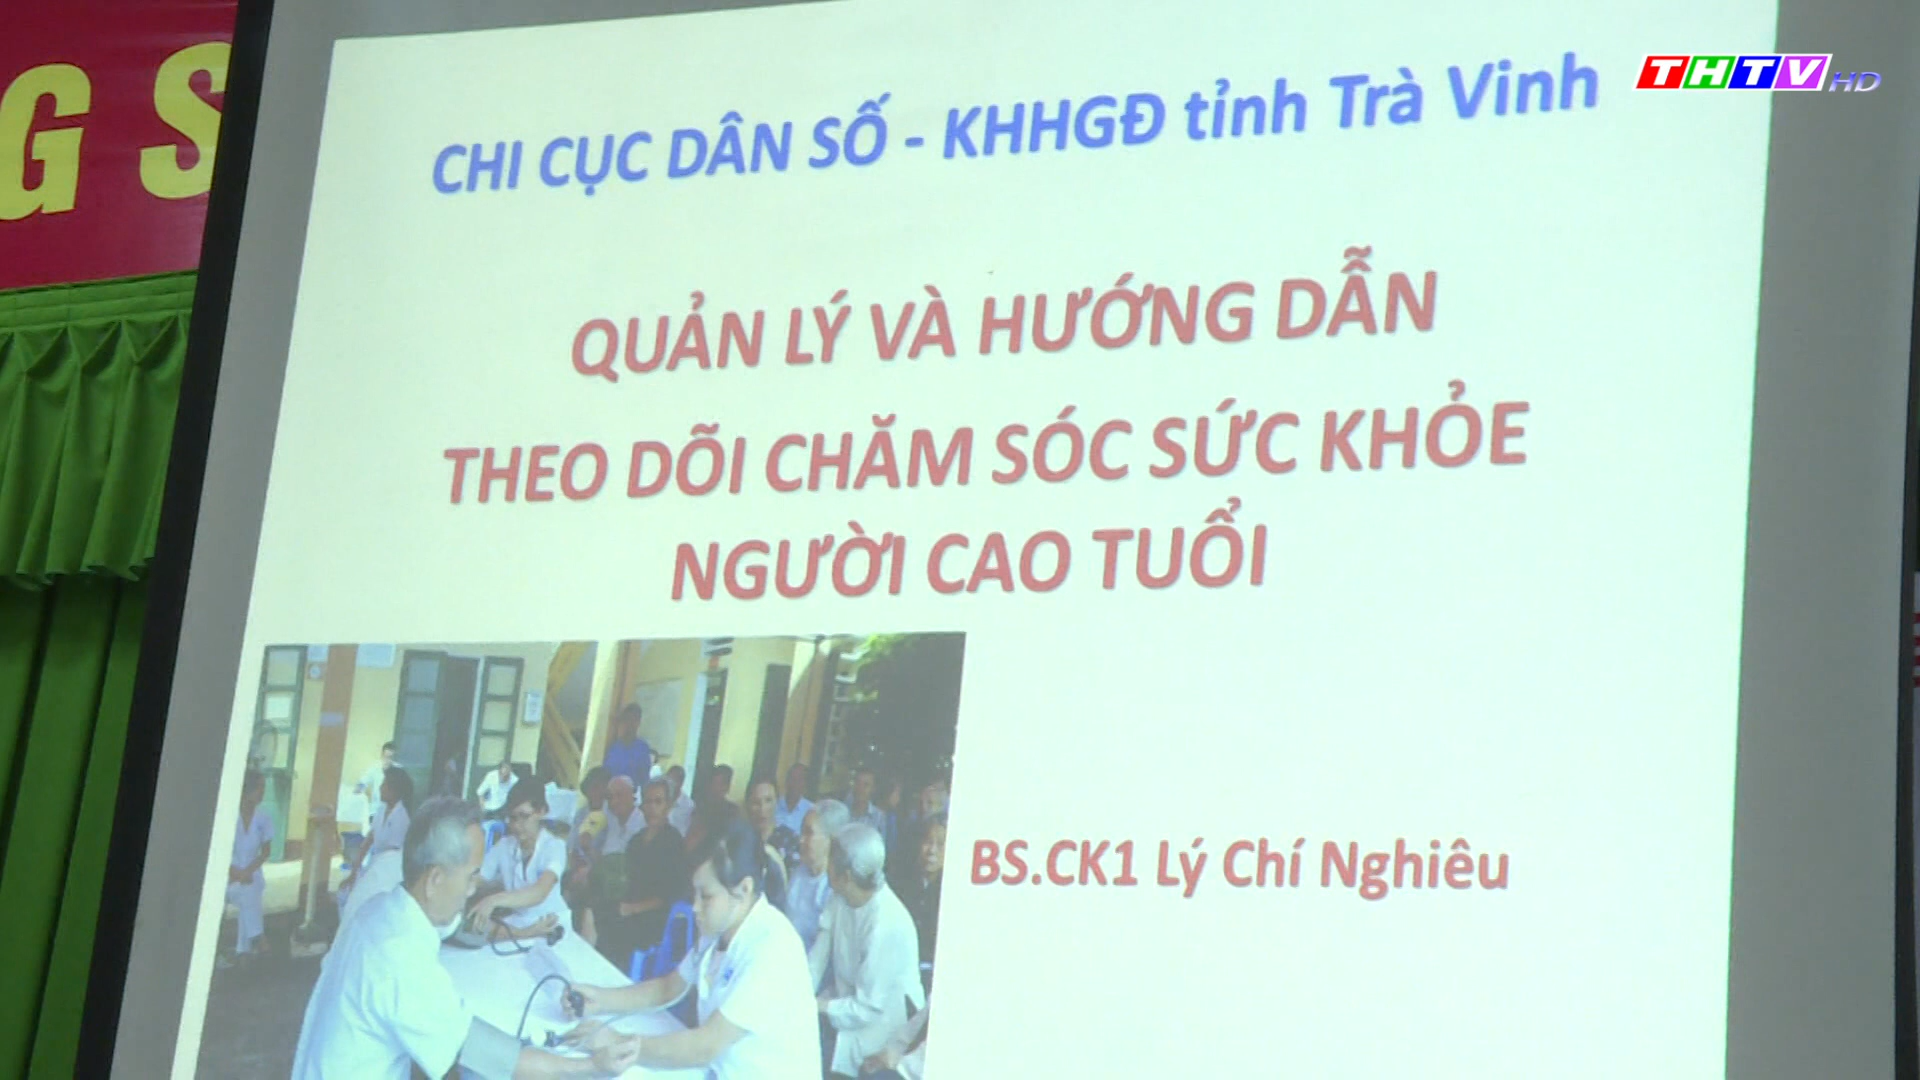 G S
THTV HD
CHI CỤC DÂN SỐ - KHHGĐ tỉnh Trà Vinh
QUẢN LÝ VÀ HƯỚNG DẪN
THEO DÕI CHĂM SÓC SỨC KHỎE
NGƯỜI CAO TUỔI
BS.CK1 Lý Chí Nghiêu